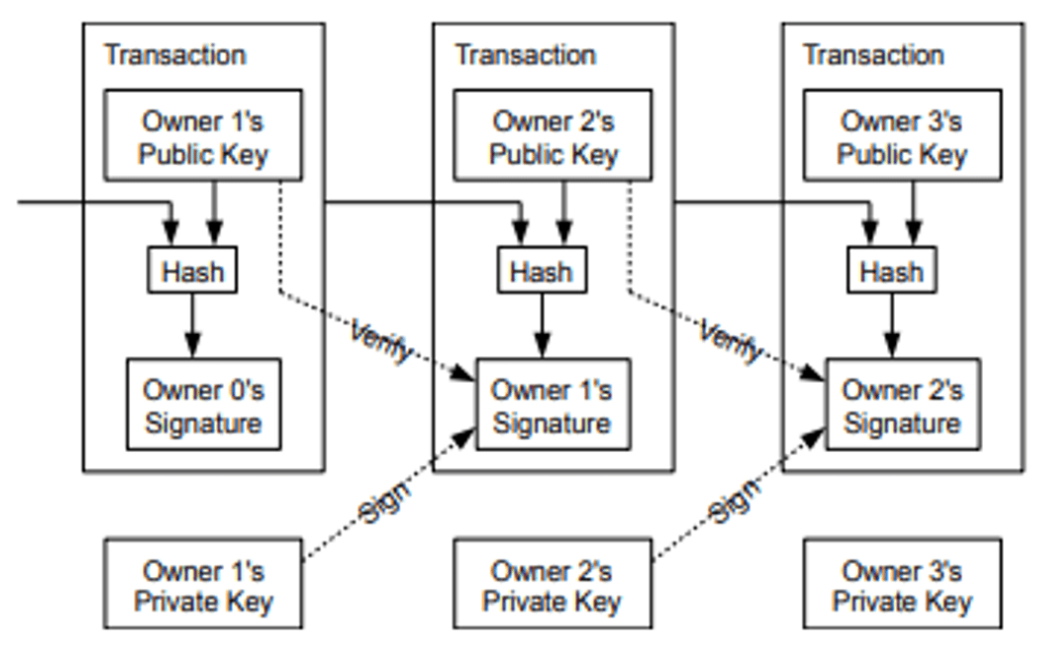 Transaction
Transaction
Transaction
Owner 1's
Public Key
Owner 2's
Public Key
Owner 3's
Public Key
Hash
Hash
Hash
Verify
Verify
Owner 0's
Signature
Owner 1's
Signature
Owner 2's
Signature
Sign
Sign
Owner 1's
Private Key
Owner 2's
Private Key
Owner 3's
Private Key